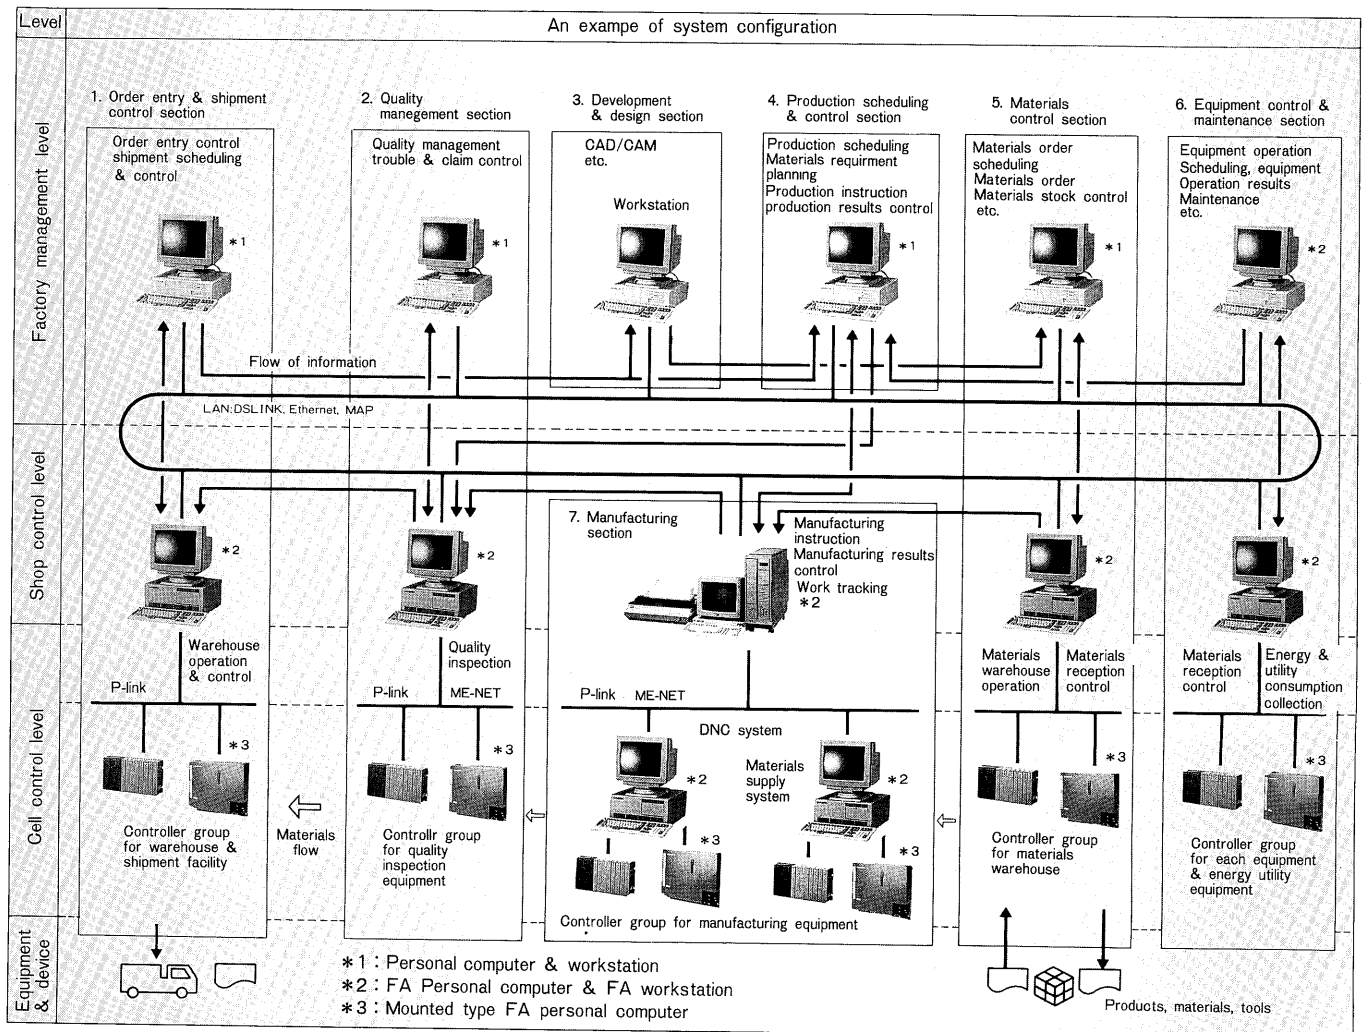 Level
An exampe of system configuration
Factory management level
1. Order entry & shipment
control section
Order entry control
shipment scheduling
& control
*1
2. Quality
management section
Quality management
trouble & claim control
*1
3. Development
& design section
CAD/CAM
etc.
Workstation
4. Production scheduling
& control section
Production scheduling
Materials requirment
planning
Production instruction
production results control
*1
5. Materials
control section
Materials order
scheduling
Materials order
Materials stock control
etc.
*1
6. Equipment control &
maintenance section
Equipment operation
Scheduling, equipment
Operation results
Maintenance
etc.
*2
Flow of information
LAN:DSLINK, Ethernet, MAP
Shop control level
*2
*2
7. Manufacturing
section
Manufacturing
instruction
Manufacturing results
control
Work tracking
*2
*2
*2
Warehouse
operation
& control
Quality
inspection
Materials
warehouse
operation
Materials
reception
control
Materials
reception
control
Energy &
utility
consumption
collection
Cell control level
P-link
*3
Controller group
for warehouse &
shipment facility
Materials
flow
P-link
ME-NET
*3
Controllr group
for quality
inspection
equipment
P-link
ME-NET
DNC system
*2
*3
Materials
supply
system
*2
*3
Controller group for manufacturing equipment
*3
Controller group
for materials
warehouse
*3
Controller group
for each equipment
& energy utility
equipment
Equipment
& device
*1 : Personal computer & workstation
*2 : FA Personal computer & FA workstation
*3 : Mounted type FA personal computer
Products, materials, tools